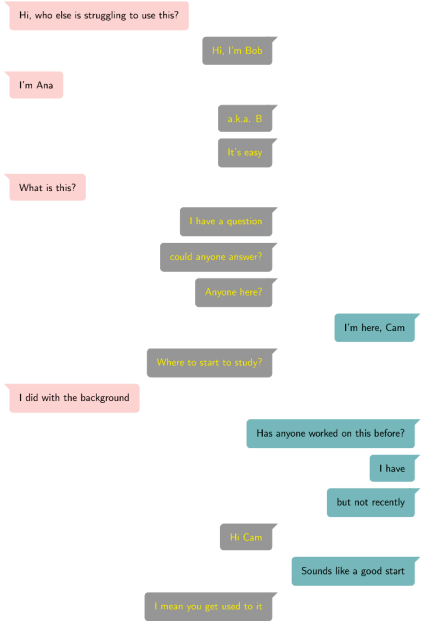 Hi, who else is struggling to use this?
Hi, I'm Bob
I'm Ana
a.k.a. B
It's easy
What is this?
I have a question
could anyone answer?
Anyone here?
I'm here, Cam
Where to start to study?
I did with the background
Has anyone worked on this before?
I have
but not recently
Hi Cam
Sounds like a good start
I mean you get used to it